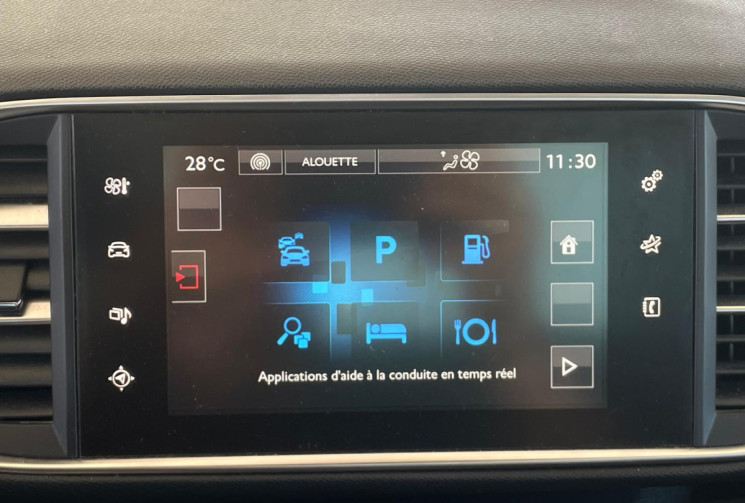 28°C
ALOUETTE
11:30
P
Applications d'aide à la conduite en temps réel